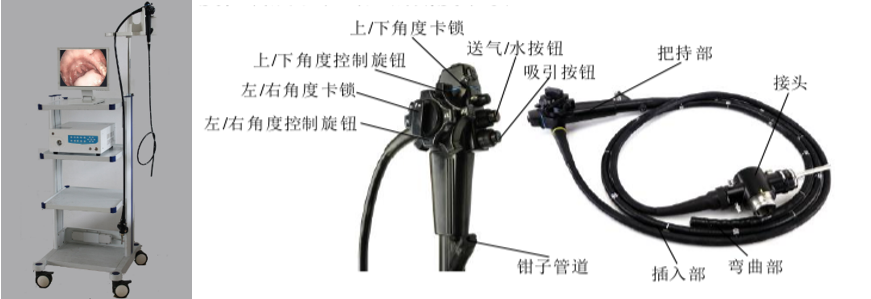 上/下角度卡锁
送气/水按钮
上/下角度控制旋钮
吸引按钮
把持部
左/右角度卡锁
接头
左/右角度控制旋钮
钳子管道
插入部
弯曲部